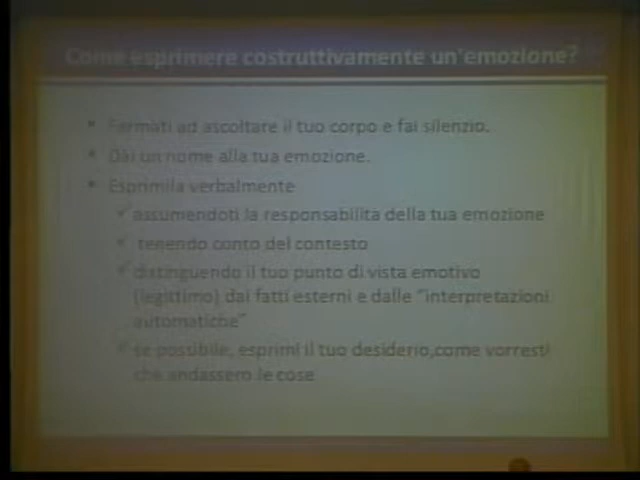 Come esprimere costruttivamente un'emozione?
Fermati ad ascoltare il tuo corpo e fai silenzio.
Dai un nome alla tua emozione.
Esprimila verbalmente
assumendoti la responsabilità della tua emozione
tenendo conto del contesto
distinguendo il tuo punto di vista emotivo
(legittimo) dai fatti esterni e dalle "interpretazioni
automatiche"
se possibile, esprimi il tuo desiderio,come vorresti
che andassero le cose